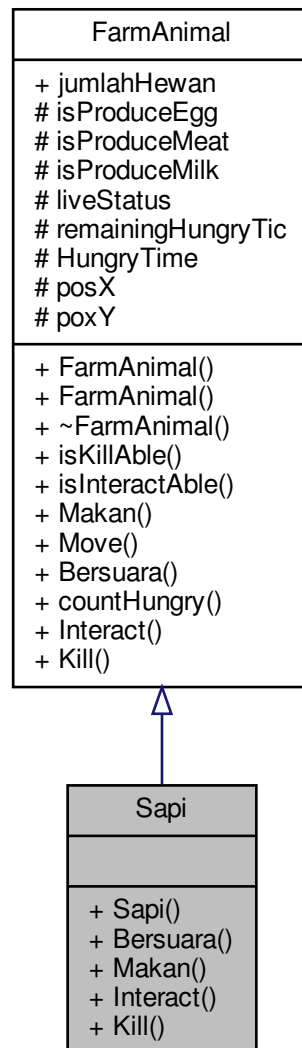 FarmAnimal
+ jumlahHewan
# isProduceEgg
# isProduceMeat
# isProduceMilk
# liveStatus
# remainingHungryTic
# HungryTime
# posX
# poxY
+ FarmAnimal()
+ FarmAnimal()
+ ~FarmAnimal()
+ isKillAble()
+ isInteractAble()
+ Makan()
+ Move()
+ Bersuara()
+ countHungry()
+ Interact()
+ Kill()
Sapi
+ Sapi()
+ Bersuara()
+ Makan()
+ Interact()
+ Kill()